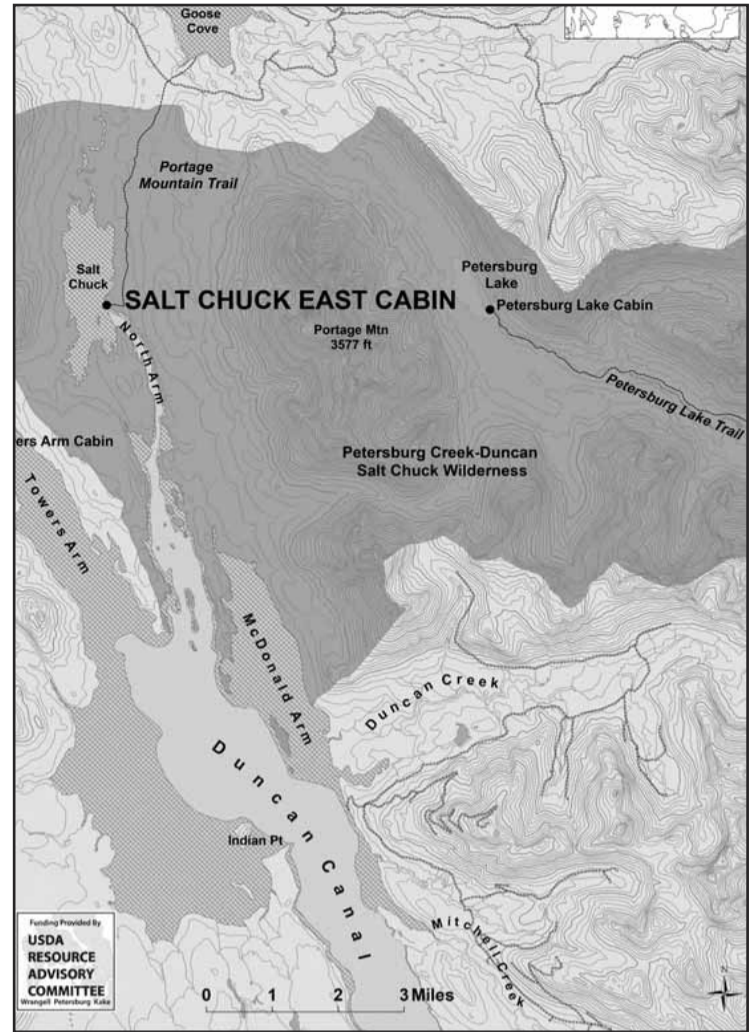 Goose
Cove
Portage
Mountain Trail
Salt
Chuck
SALT CHUCK EAST CABIN
Petersburg
Lake
Petersburg Lake Cabin
North Arm
Portage Mtn
3577 ft
Petersburg Lake Trail
ers Arm Cabin
Petersburg Creek-Duncan
Salt Chuck Wilderness
Towers Arm
McDonald Arm
Duncan Creek
Duncan Canal
Indian Pt
Mitchell Creek
Funding Provided By
USDA
RESOURCE
ADVISORY
COMMITTEE
Wrangell Petersburg Kake
0 1 2 3 Miles
N